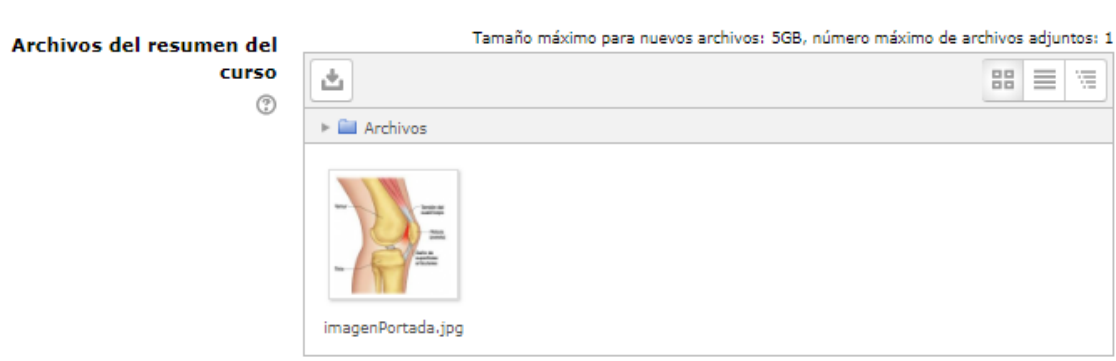 Archivos del resumen del
curso
Tamaño máximo para nuevos archivos: 5GB, número máximo de archivos adjuntos: 1
Archivos
imagenPortada.jpg